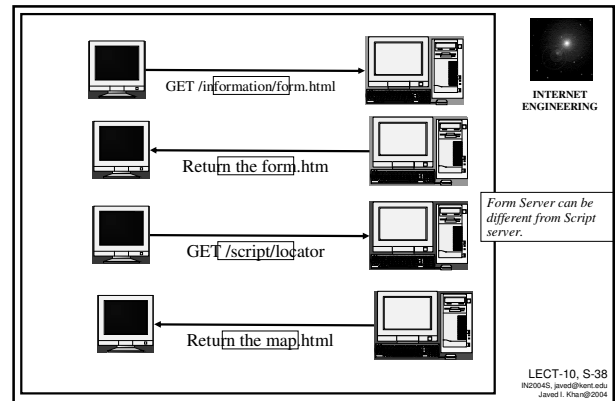 GET /information/form.html
INTERNET
ENGINEERING
Return the form.htm
Form Server can be
different from Script
server.
GET /script/locator
Return the map.html
LECT-10, S-38
IN2004S, javed@kent.edu
Javed I. Khan@2004